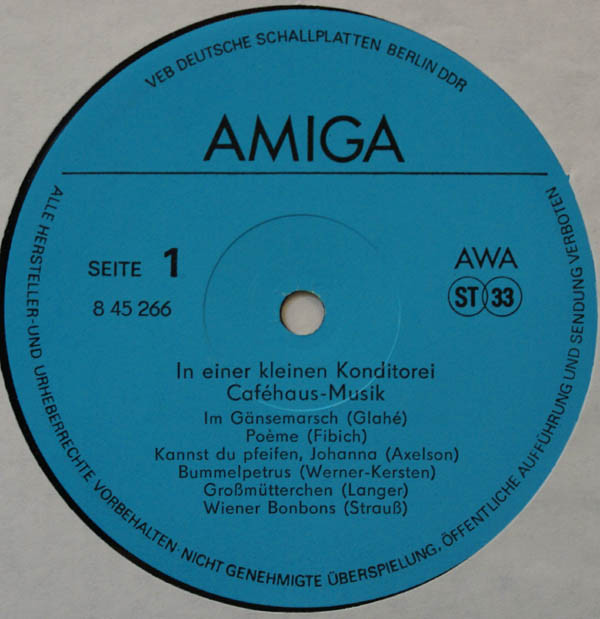 VEB DEUTSCHE SCHALLPLATTEN BERLIN DDR
AMIGA
SEITE 1
8 45 266
AWA
ST 33
In einer kleinen Konditorei
Caféhaus-Musik
Im Gänsemarsch (Glahé)
Poème (Fibich)
Kannst du pfeifen, Johanna (Axelson)
Bummelpetrus (Werner-Kersten)
Großmütterchen (Langer)
Wiener Bonbons (Strauß)
ALLE HERSTELLER-UND URHEBERRECHTE VORBEHALTEN·NICHT GENEHMIGTE ÜBERSPIELUNG, ÖFFENTLICHE AUFFÜHRUNG UND SENDUNG VERBOTEN